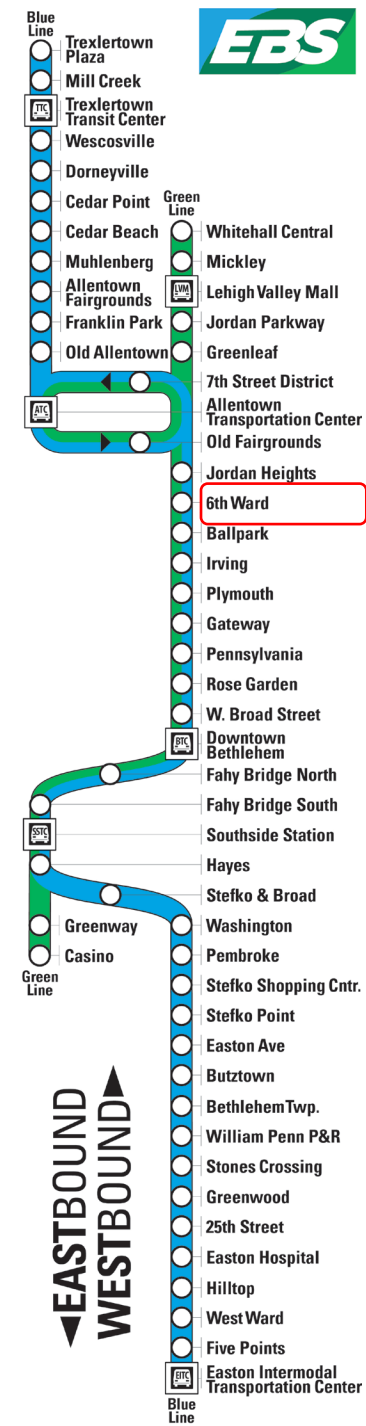 Blue
Line
EBS
Trexlertown
Plaza
Mill Creek
TTC
Trexlertown
Transit Center
Wescosville
Dorneyville
Cedar Point
Cedar Beach
Muhlenberg
Allentown
Fairgrounds
Franklin Park
Old Allentown
Green
Line
Whitehall Central
Mickley
LVM
Lehigh Valley Mall
Jordan Parkway
Greenleaf
7th Street District
ATC
Allentown
Transportation Center
Old Fairgrounds
Jordan Heights
6th Ward
Ballpark
Irving
Plymouth
Gateway
Pennsylvania
Rose Garden
W. Broad Street
BTC
Downtown
Bethlehem
Fahy Bridge North
Fahy Bridge South
SSTC
Southside Station
Hayes
Stefko & Broad
Greenway
Casino
Green
Line
Washington
Pembroke
Stefko Shopping Cntr.
Stefko Point
Easton Ave
Butztown
Bethlehem Twp.
William Penn P&R
Stones Crossing
Greenwood
25th Street
Easton Hospital
Hilltop
West Ward
Five Points
EITC
Easton Intermodal
Transportation Center
Blue
Line
EASTBOUND
WESTBOUND